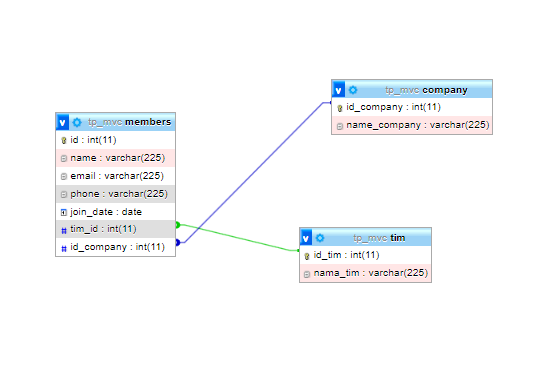 v tp_mvc members
id : int(11)
name : varchar(225)
email : varchar(225)
phone : varchar(225)
join_date : date
# tim_id : int(11)
# id_company : int(11)
v tp_mvc company
id_company : int(11)
name_company : varchar(225)
v tp_mvc tim
id_tim : int(11)
nama_tim : varchar(225)